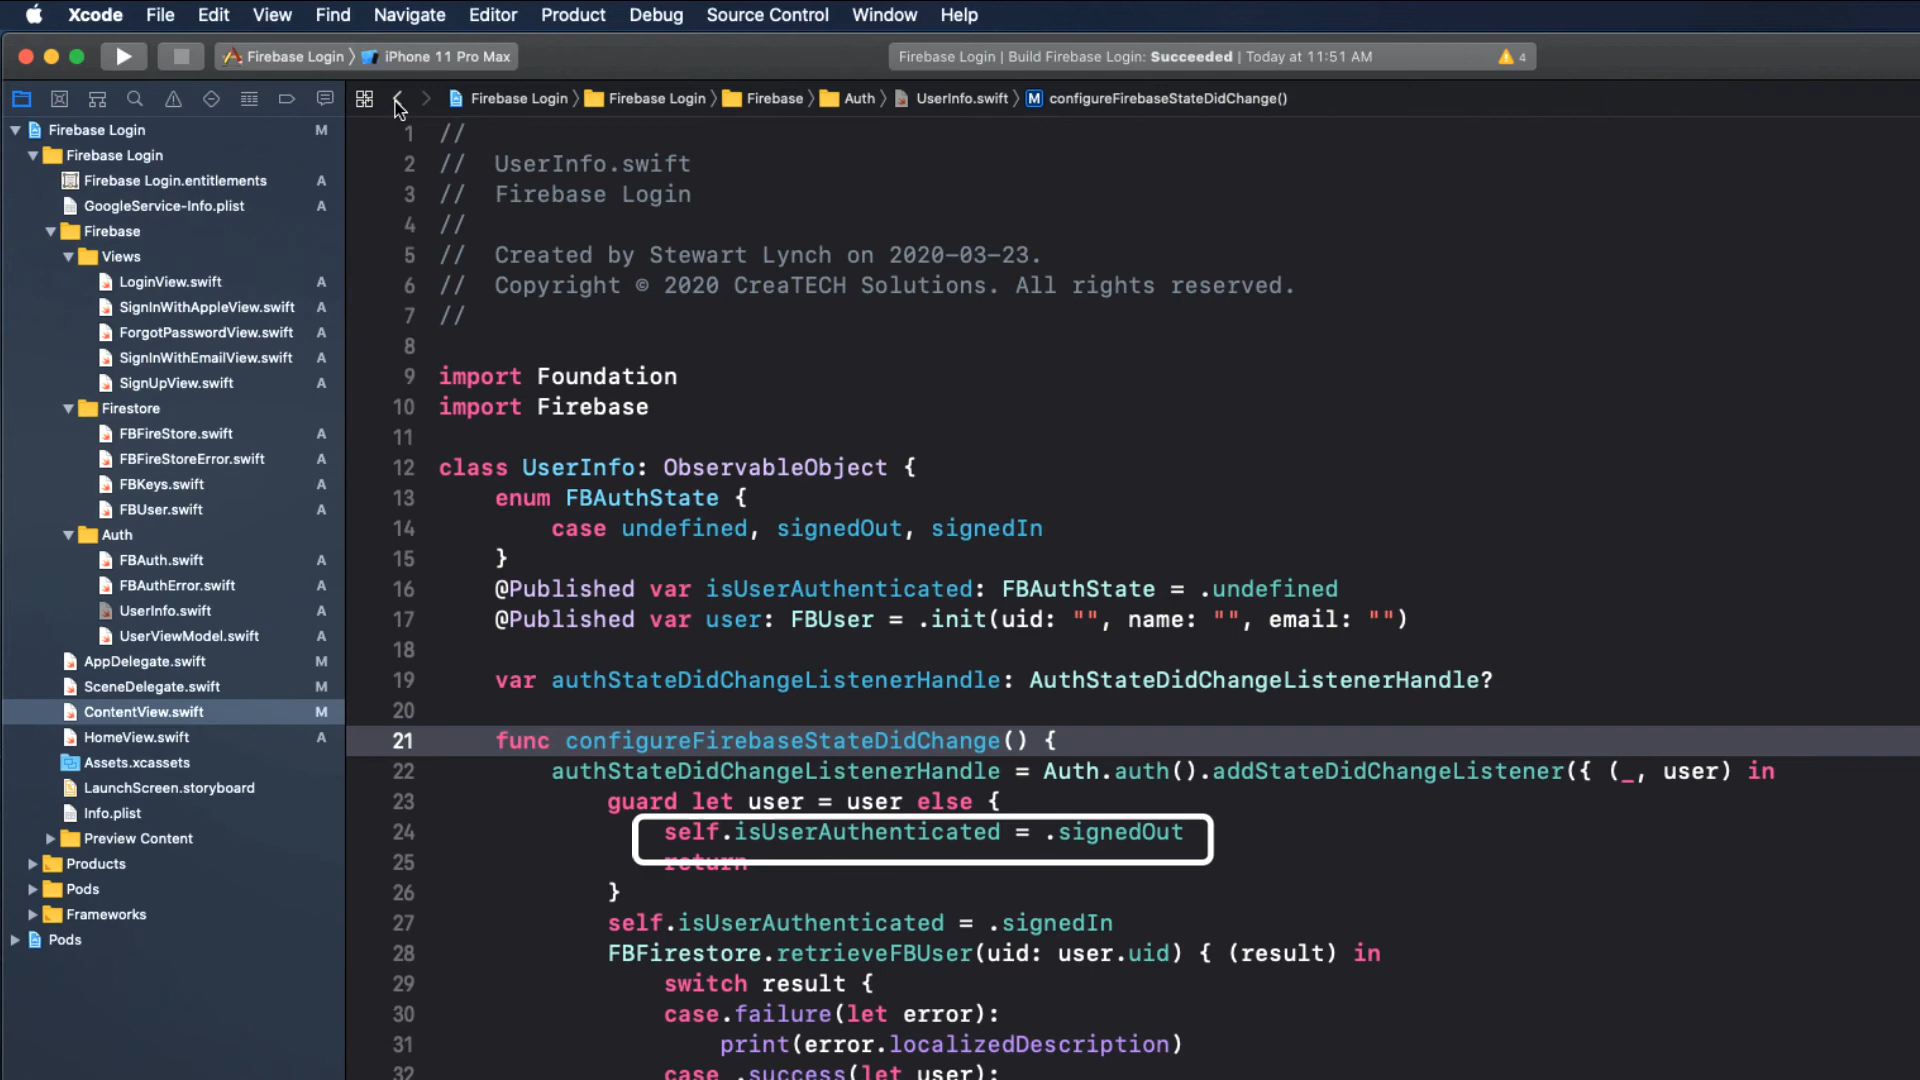 Xcode File Edit View Find Navigate Editor Product Debug Source Control Window Help
Firebase Login 〉 iPhone 11 Pro Max
Firebase Login | Build Firebase Login: Succeeded | Today at 11:51 AM
4
Firebase Login 〉 Firebase Login 〉 Firebase 〉 Auth 〉 UserInfo.swift 〉 M configureFirebaseStateDidChange()
Firebase Login M
Firebase Login
Firebase Login.entitlements A
GoogleService-Info.plist A
Firebase
Views
LoginView.swift A
SignInWithAppleView.swift A
ForgotPasswordView.swift A
SignInWithEmailView.swift A
SignUpView.swift A
Firestore
FBFireStore.swift A
FBFireStoreError.swift A
FBKeys.swift A
FBUser.swift A
Auth
FBAuth.swift A
FBAuthError.swift A
UserInfo.swift A
UserViewModel.swift A
AppDelegate.swift M
SceneDelegate.swift M
ContentView.swift M
HomeView.swift A
Assets.xcassets
LaunchScreen.storyboard
Info.plist
Preview Content
Products
Pods
Frameworks
Pods
1 //
2 // UserInfo.swift
3 // Firebase Login
4 //
5 // Created by Stewart Lynch on 2020-03-23.
6 // Copyright © 2020 CreaTECH Solutions. All rights reserved.
7 //
8
9 import Foundation
10 import Firebase
11
12 class UserInfo: ObservableObject {
13 enum FBAuthState {
14 case undefined, signedOut, signedIn
15 }
16 @Published var isUserAuthenticated: FBAuthState = .undefined
17 @Published var user: FBUser = .init(uid: "", name: "", email: "")
18
19 var authStateDidChangeListenerHandle: AuthStateDidChangeListenerHandle?
20
21 func configureFirebaseStateDidChange() {
22 authStateDidChangeListenerHandle = Auth.auth().addStateDidChangeListener({ (_, user) in
23 guard let user = user else {
24 self.isUserAuthenticated = .signedOut
25 return
26 }
27 self.isUserAuthenticated = .signedIn
28 FBFirestore.retrieveFBUser(uid: user.uid) { (result) in
29 switch result {
30 case.failure(let error):
31 print(error.localizedDescription)
32 case .success(let user):